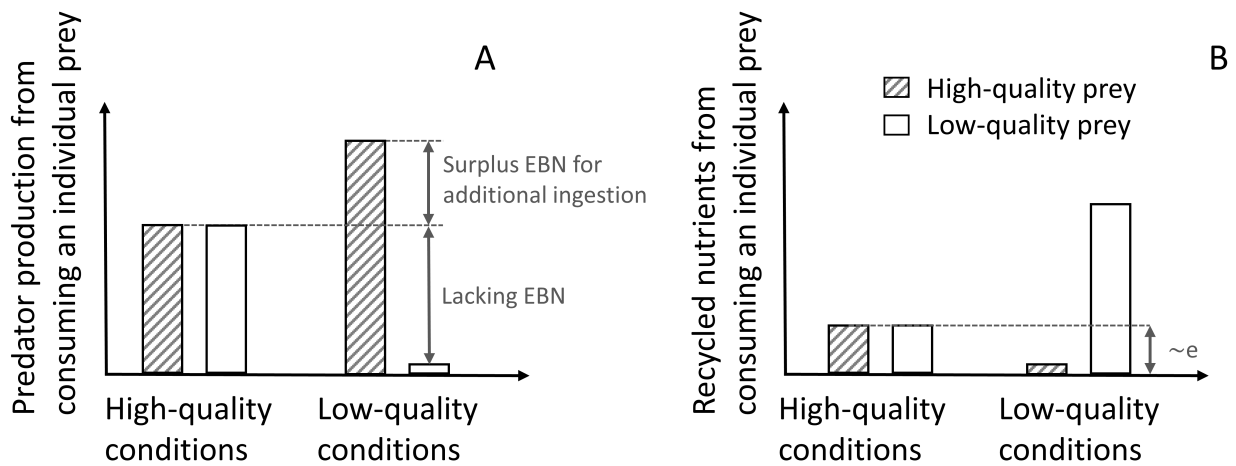 A
Predator production from
consuming an individual prey
Surplus EBN for
additional ingestion
Lacking EBN
High-quality
conditions
Low-quality
conditions
B
High-quality prey
Low-quality prey
Recycled nutrients from
consuming an individual prey
~e
High-quality
conditions
Low-quality
conditions